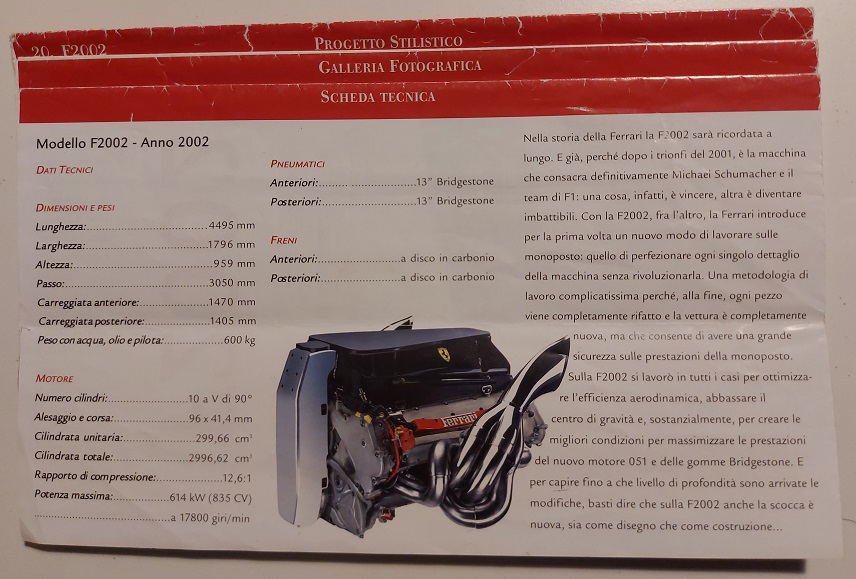 20. F2002
PROGETTO STILISTICO
GALLERIA FOTOGRAFICA
SCHEDA TECNICA
Modello F2002 - Anno 2002
DATI TECNICI
DIMENSIONI E PESI
Lunghezza:.................................4495 mm
Larghezza:.................................1796 mm
Altezza:.......................................959 mm
Passo:.........................................3050 mm
Carreggiata anteriore:.................1470 mm
Carreggiata posteriore:................1405 mm
Peso con acqua, olio e pilota:...............600 kg
MOTORE
Numero cilindri:.......................10 a V di 90°
Alesaggio e corsa:...................96 x 41,4 mm
Cilindrata unitaria:..................299,66 cm³
Cilindrata totale:....................2996,62 cm³
Rapporto di compressione:...............12,6:1
Potenza massima:..............614 kW (835 CV)
.................................a 17800 giri/min
PNEUMATICI
Anteriori:........ ....................13” Bridgestone
Posteriori:............................13” Bridgestone
FRENI
Anteriori:.......................a disco in carbonio
Posteriori:......................a disco in carbonio
Ferrari
Nella storia della Ferrari la F2002 sarà ricordata a
lungo. E già, perché dopo i trionfi del 2001, è la macchina
che consacra definitivamente Michael Schumacher e il
team di F1: una cosa, infatti, è vincere, altra è diventare
imbattibili. Con la F2002, fra l'altro, la Ferrari introduce
per la prima volta un nuovo modo di lavorare sulle
monoposto: quello di perfezionare ogni singolo dettaglio
della macchina senza rivoluzionarla. Una metodologia di
lavoro complicatissima perché, alla fine, ogni pezzo
viene completamente rifatto e la vettura è completamente
nuova, ma che consente di avere una grande
sicurezza sulle prestazioni della monoposto.
Sulla F2002 si lavorò in tutti i casi per ottimizza-
re l'efficienza aerodinamica, abbassare il
centro di gravità e, sostanzialmente, per creare le
migliori condizioni per massimizzare le prestazioni
del nuovo motore 051 e delle gomme Bridgestone. E
per capire fino a che livello di profondità sono arrivate le
modifiche, basti dire che sulla F2002 anche la scocca è
nuova, sia come disegno che come costruzione...